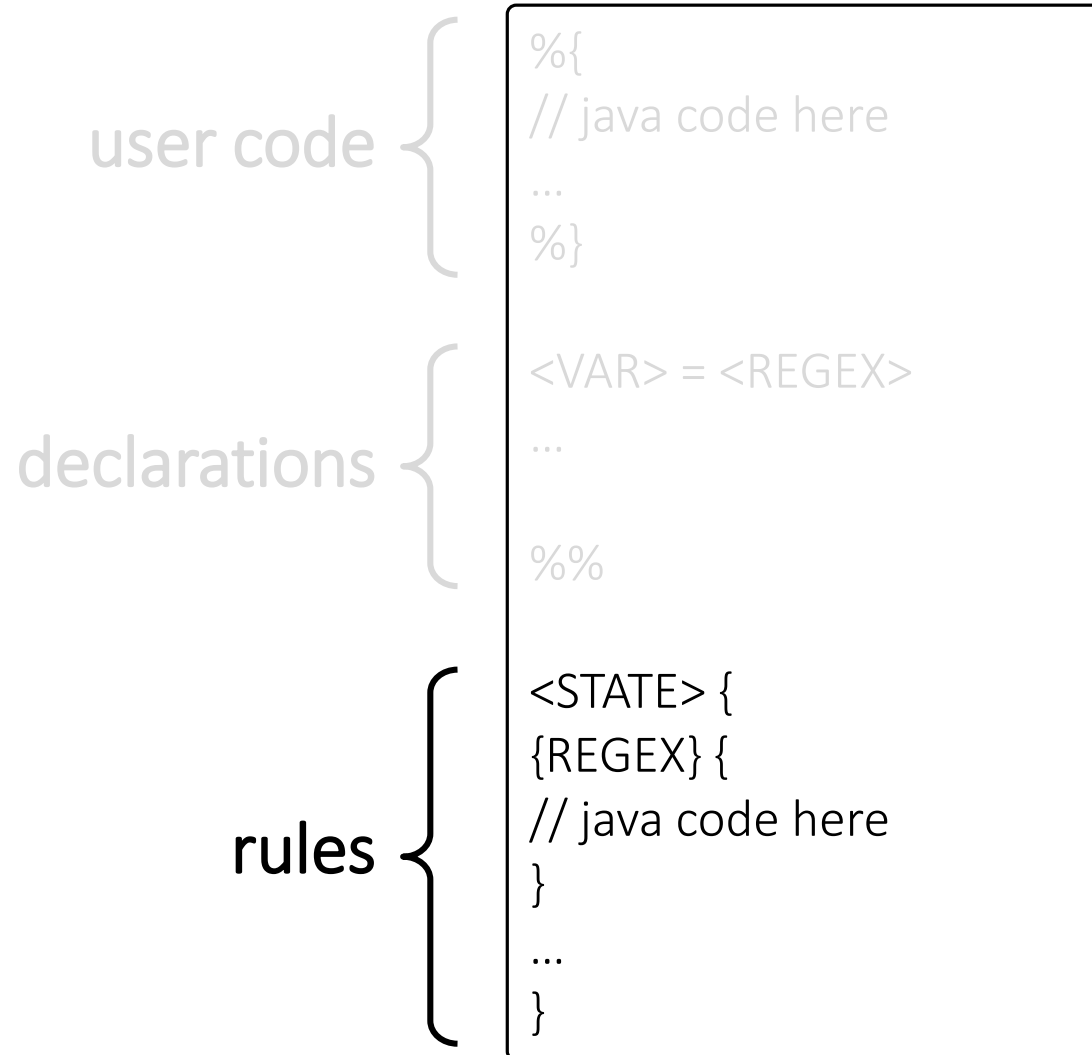 user code
%{
// java code here
...
%}
declarations
<VAR> = <REGEX>
...
%%
rules
<STATE> {
{REGEX} {
// java code here
}
...
}